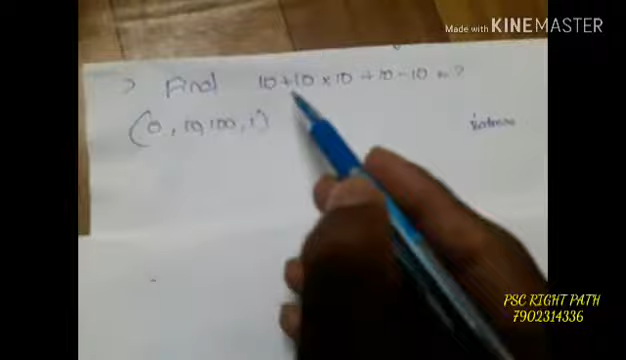 Made with KINEMASTER
> Find 10+10×10+10-10 = ?
(0, 10, 100, 1)
PSC RIGHT PATH
7902314336